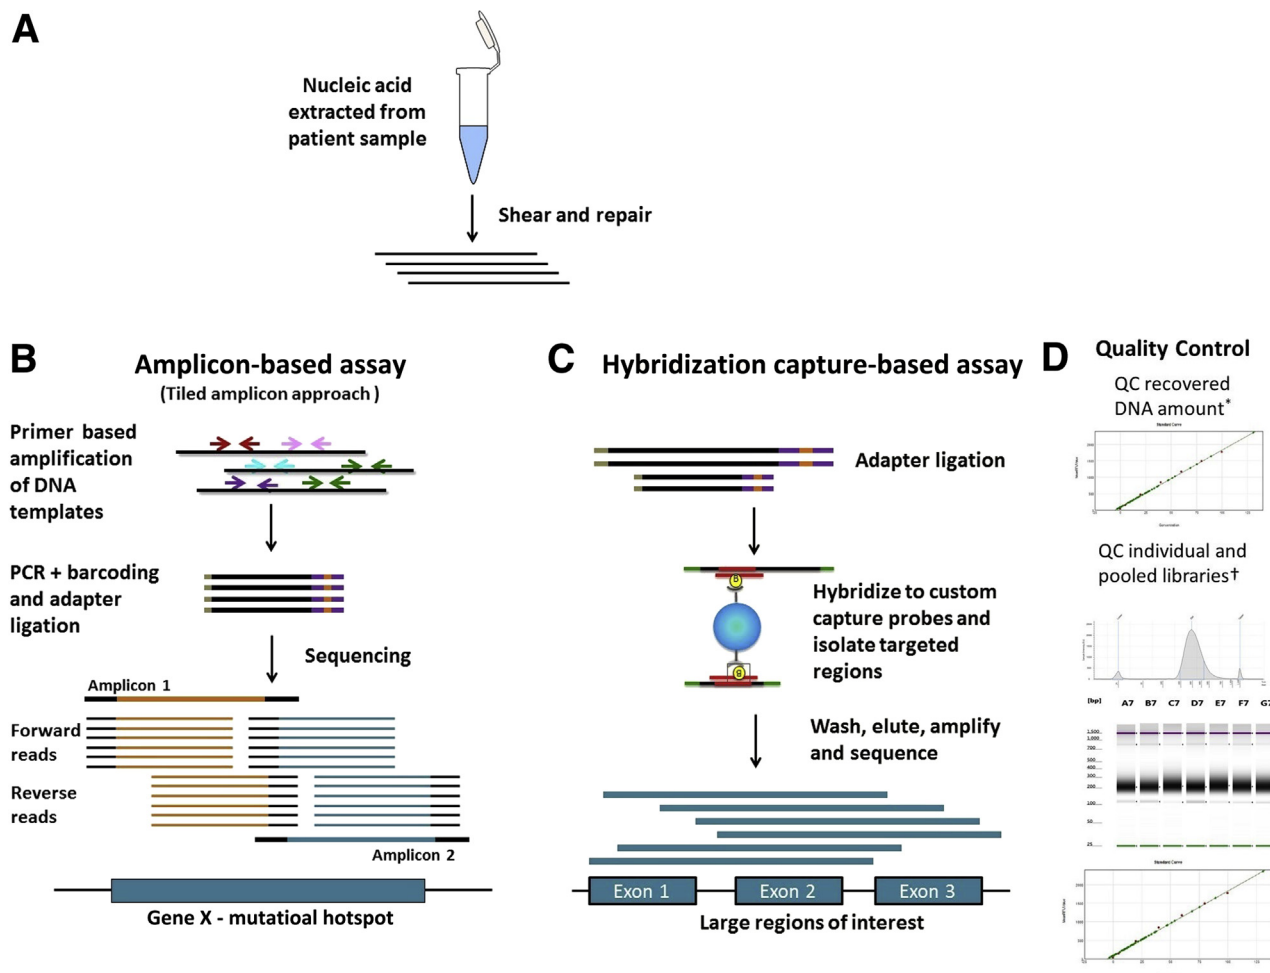 A
Nucleic acid
extracted from
patient sample
Shear and repair
B
Amplicon-based assay
(Tiled amplicon approach )
Primer based
amplification
of DNA
templates
PCR + barcoding
and adapter
ligation
Sequencing
Amplicon 1
Forward
reads
Reverse
reads
Amplicon 2
Gene X - mutatioal hotspot
C
Hybridization capture-based assay
Adapter ligation
B
Hybridize to custom
capture probes and
isolate targeted
regions
B
Wash, elute, amplify
and sequence
Exon 1 Exon 2 Exon 3
Large regions of interest
D
Quality Control
QC recovered
DNA amount*
Standard Curve
QC individual and
pooled libraries†
[bp] A7 B7 C7 D7 E7 F7 G7
1,500
1,000
700
500
400
300
200
100
50
25
Standard Curve